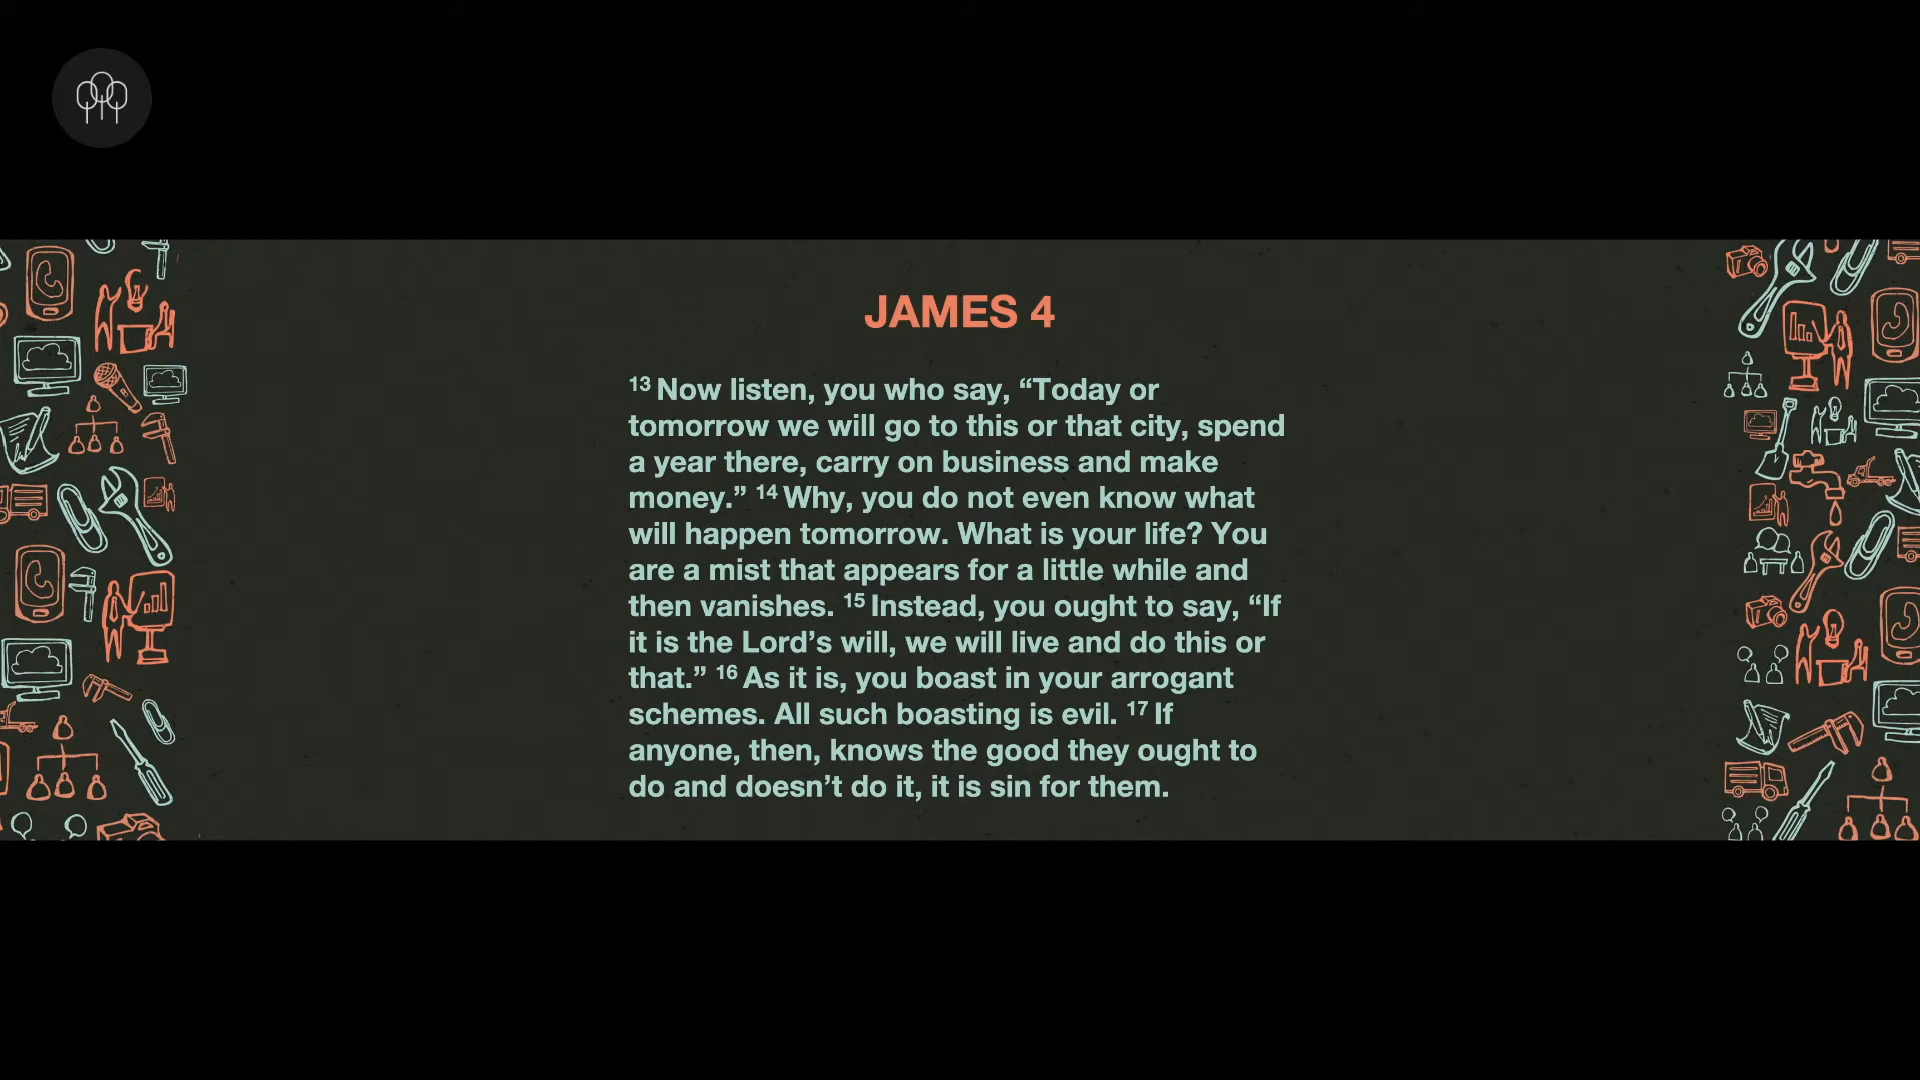 JAMES 4
¹³ Now listen, you who say, “Today or
tomorrow we will go to this or that city, spend
a year there, carry on business and make
money.” ¹⁴ Why, you do not even know what
will happen tomorrow. What is your life? You
are a mist that appears for a little while and
then vanishes. ¹⁵ Instead, you ought to say, “If
it is the Lord’s will, we will live and do this or
that.” ¹⁶ As it is, you boast in your arrogant
schemes. All such boasting is evil. ¹⁷ If
anyone, then, knows the good they ought to
do and doesn’t do it, it is sin for them.